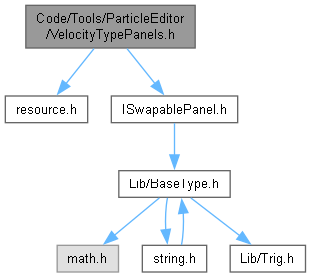 Code/Tools/ParticleEditor
/VelocityTypePanels.h
resource.h
ISwapablePanel.h
Lib/BaseType.h
math.h
string.h
Lib/Trig.h